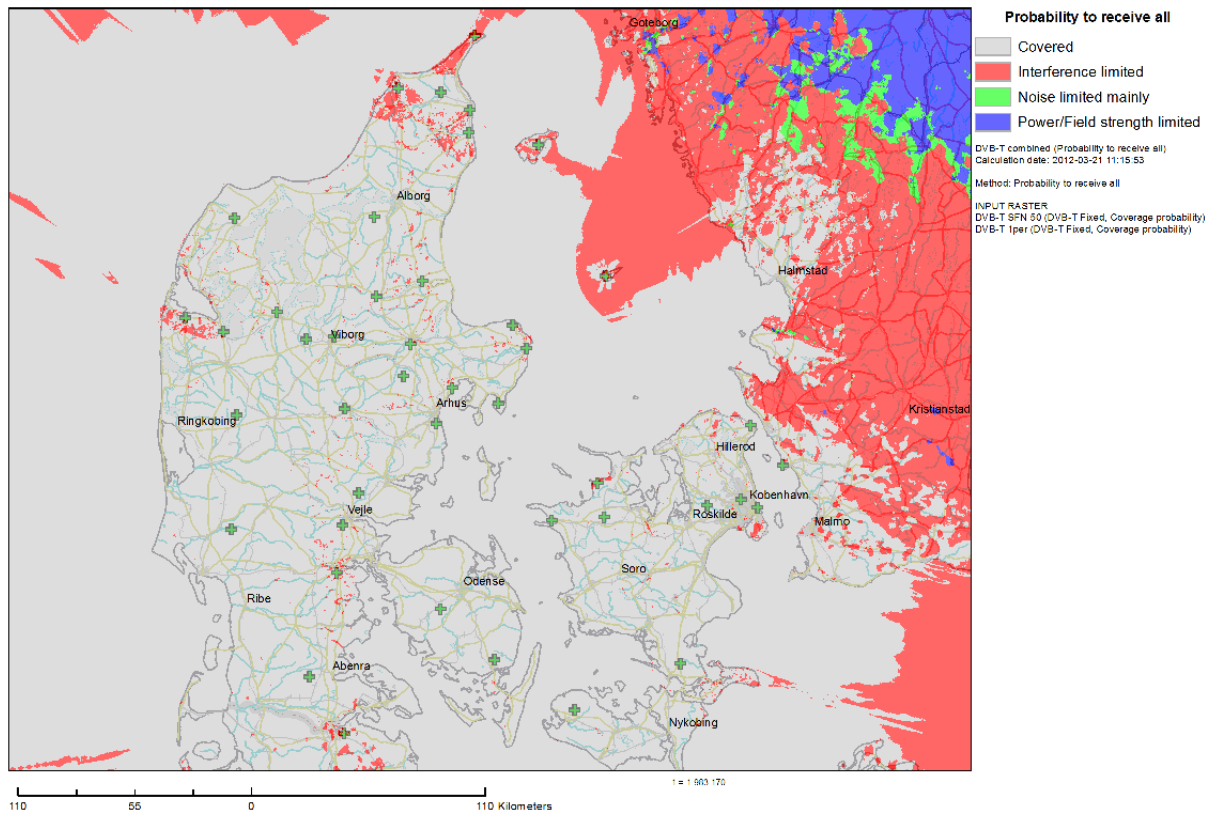 Goteborg
Alborg
Halmstad
Viborg
Arhus
Ringkobing
Kristianstad
Hillerod
Kobenhavn
Roskilde
Malmo
Vejle
Odense
Soro
Ribe
Abenra
Nykobing
Probability to receive all
Covered
Interference limited
Noise limited mainly
Power/Field strength limited
DVB-T combined (Probability to receive all)
Calculation date: 2012-03-21 11:15:53
Method: Probability to receive all
INPUT RASTER
DVB-T SFN 50 (DVB-T Fixed, Coverage probability)
DVB-T 1per (DVB-T Fixed, Coverage probability)
110 55 0 110 Kilometers